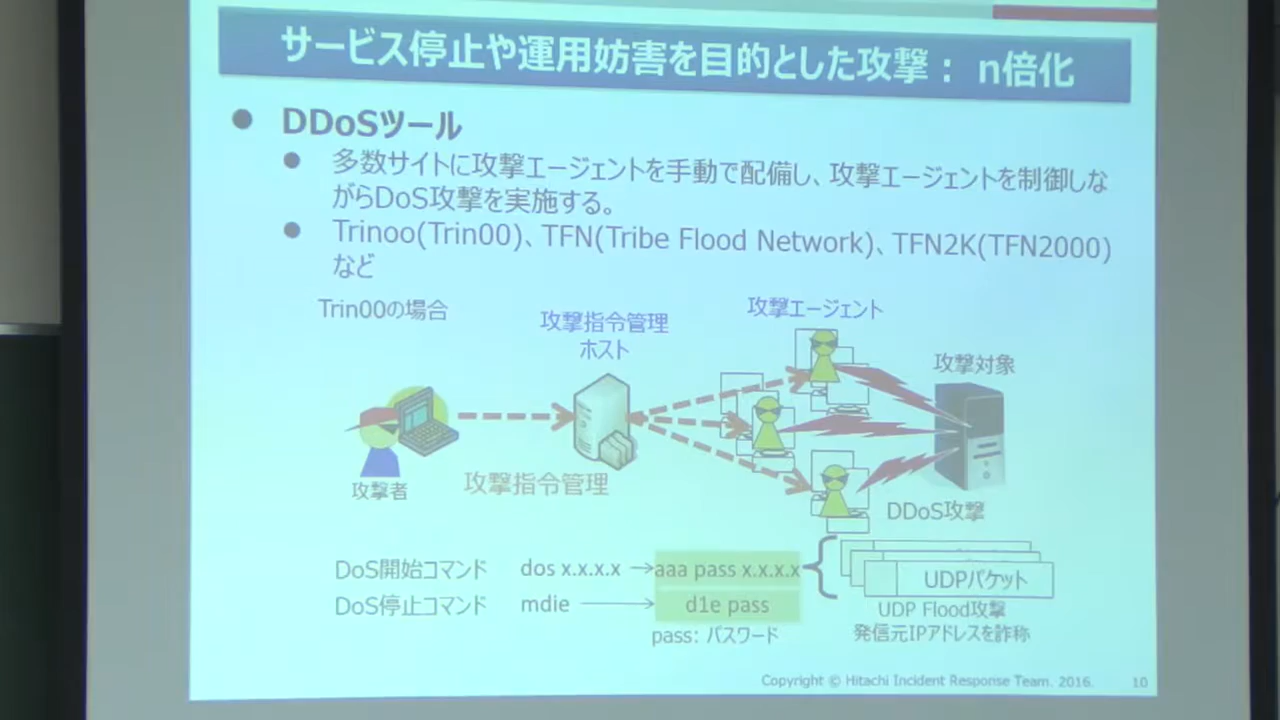 サービス停止や運用妨害を目的とした攻撃： n倍化
DDoSツール
多数サイトに攻撃エージェントを手動で配備し、攻撃エージェントを制御しな
がらDoS攻撃を実施する。
Trinoo(Trin00)、TFN(Tribe Flood Network)、TFN2K(TFN2000)
など
Trin00の場合
攻撃指令管理
ホスト
攻撃エージェント
攻撃対象
攻撃者
攻撃指令管理
DDoS攻撃
DoS開始コマンド dos x.x.x.x →aaa pass x.x.x.x
DoS停止コマンド mdie → d1e pass
pass: パスワード
UDPパケット
UDP Flood攻撃
発信元IPアドレスを詐称
Copyright © Hitachi Incident Response Team. 2016. 10